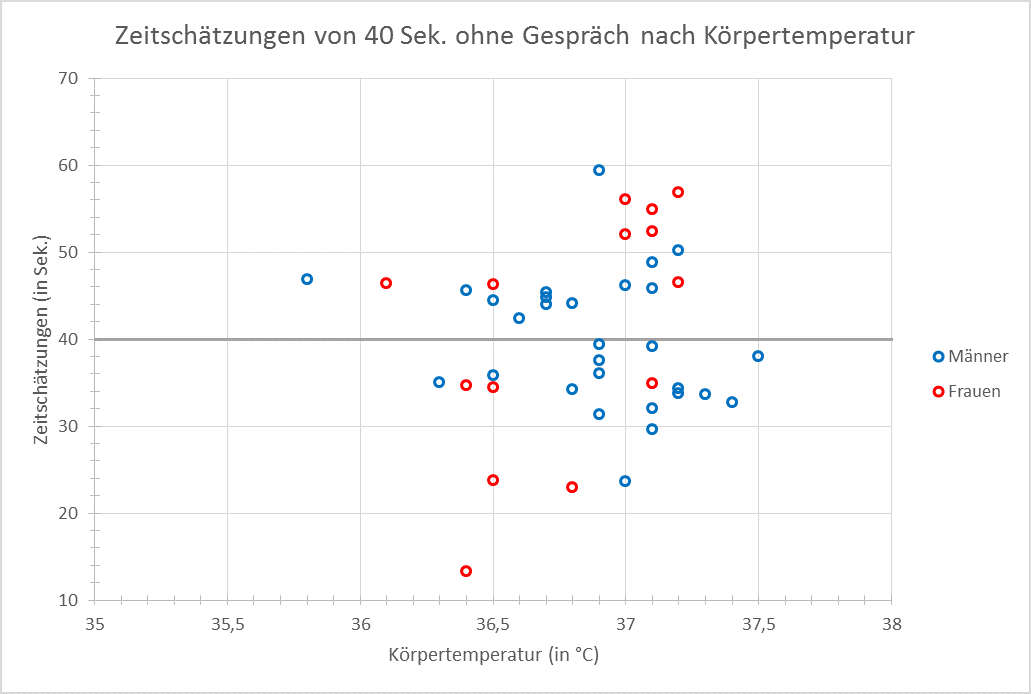 Zeitschätzungen von 40 Sek. ohne Gespräch nach Körpertemperatur
Zeitschätzungen (in Sek.)
70
60
50
40
30
20
10
35
35,5
36
36,5
37
37,5
38
Körpertemperatur (in °C)
Männer
Frauen